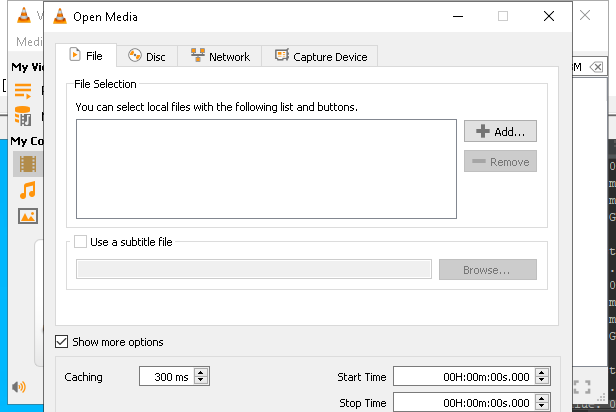 Open Media
Medi
File
Disc
Network
Capture Device
My Vi
3M
File Selection
You can select local files with the following list and buttons.
Add...
Remove
My Co
Use a subtitle file
Browse...
Show more options
Caching
300 ms
Start Time
00H:00m:00s.000
Stop Time
00H:00m:00s.000